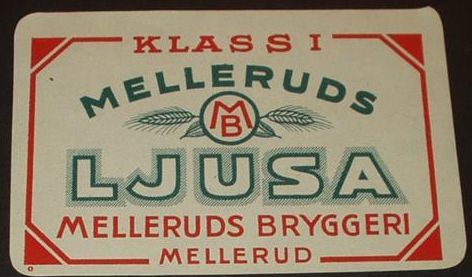 KLASS I
MELLERUDS
MB
LJUSA
MELLERUDS BRYGGERI
MELLERUD